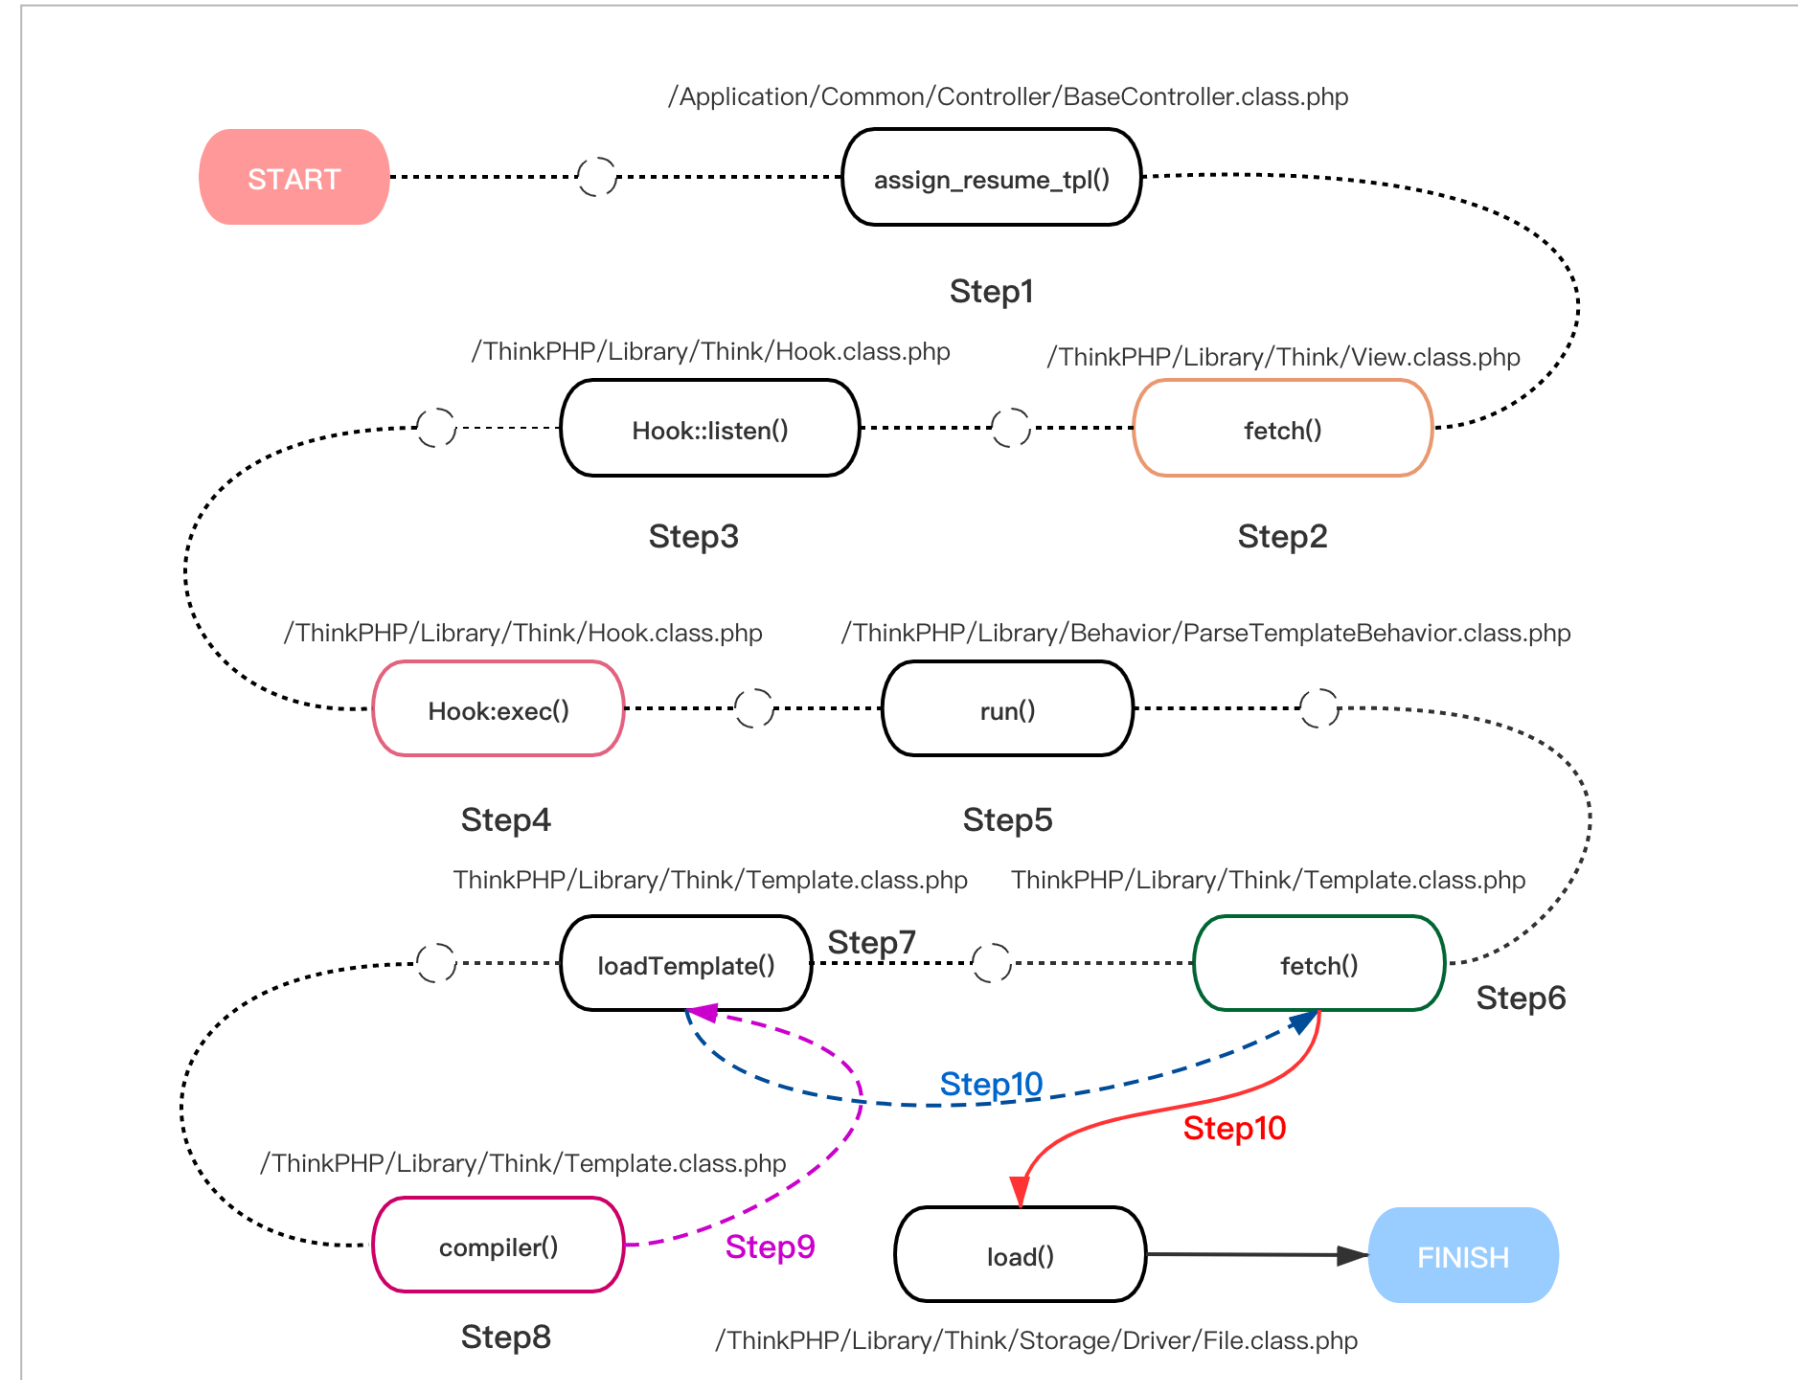 /Application/Common/Controller/BaseController.class.php
START
assign_resume_tpl()
Step1
/ThinkPHP/Library/Think/Hook.class.php
/ThinkPHP/Library/Think/View.class.php
Hook::listen()
fetch()
Step3
Step2
/ThinkPHP/Library/Think/Hook.class.php
/ThinkPHP/Library/Behavior/ParseTemplateBehavior.class.php
Hook:exec()
run()
Step4
Step5
ThinkPHP/Library/Think/Template.class.php
ThinkPHP/Library/Think/Template.class.php
Step7
loadTemplate()
fetch()
Step6
Step10
Step10
/ThinkPHP/Library/Think/Template.class.php
compiler()
Step9
load()
FINISH
Step8
/ThinkPHP/Library/Think/Storage/Driver/File.class.php